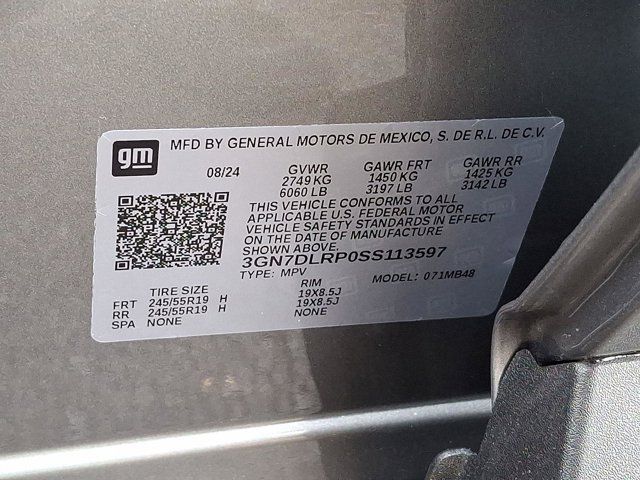 gm
MFD BY GENERAL MOTORS DE MEXICO, S. DE R.L. DE C.V.
08/24 GVWR GAWR FRT GAWR RR
2749 KG 1450 KG 1425 KG
6060 LB 3197 LB 3142 LB
THIS VEHICLE CONFORMS TO ALL
APPLICABLE U.S. FEDERAL MOTOR
VEHICLE SAFETY STANDARDS IN EFFECT
ON THE DATE OF MANUFACTURE
SHOWN ABOVE.
3GN7DLRP0SS113597
TYPE: MPV MODEL: 071MB48
TIRE SIZE RIM
FRT 245/55R19 H 19X8.5J
RR 245/55R19 H 19X8.5J
SPA NONE NONE